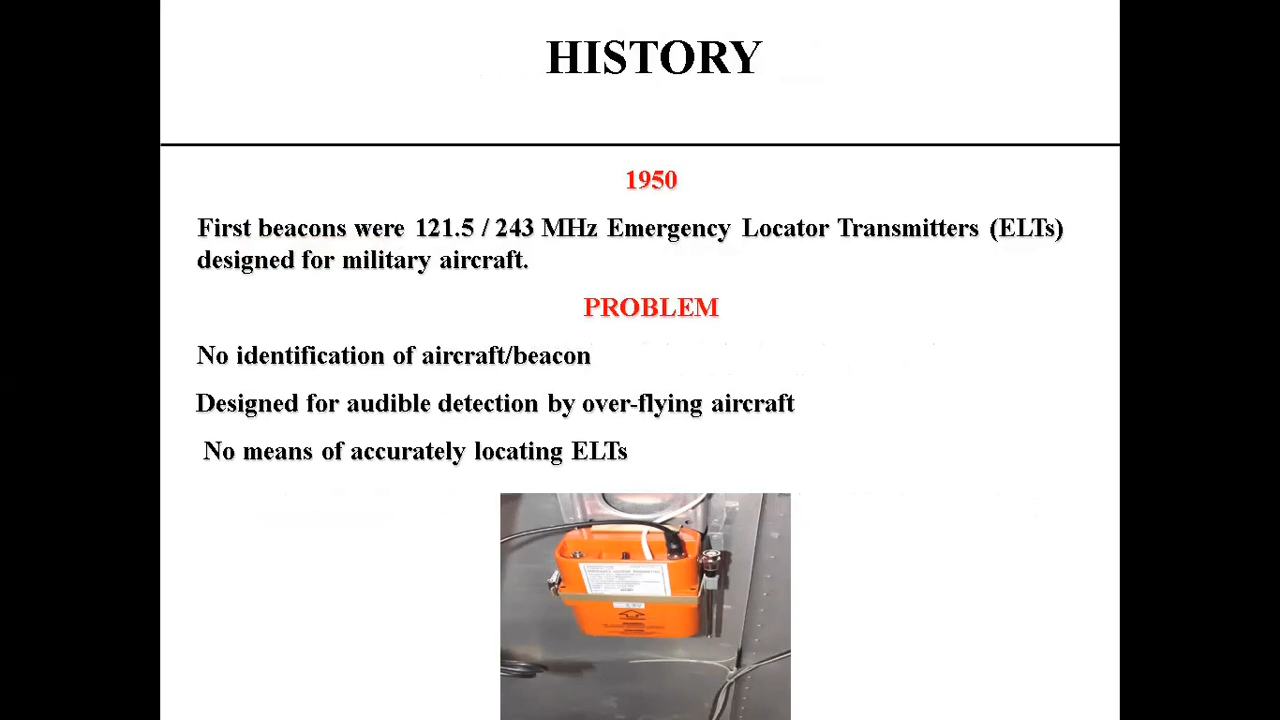 HISTORY
1950
First beacons were 121.5 / 243 MHz Emergency Locator Transmitters (ELTs)
designed for military aircraft.
PROBLEM
No identification of aircraft/beacon
Designed for audible detection by over-flying aircraft
No means of accurately locating ELTs